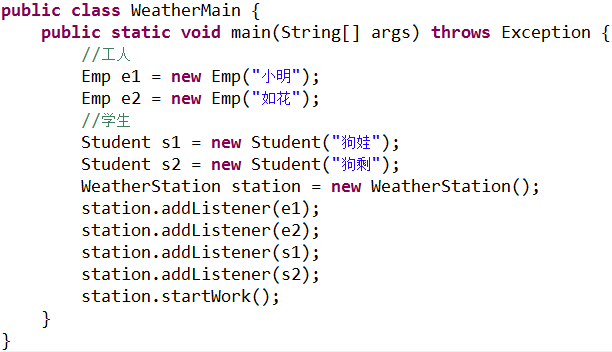 public class WeatherMain {
    public static void main(String[] args) throws Exception {
        //工人
        Emp e1 = new Emp("小明");
        Emp e2 = new Emp("如花");
        //学生
        Student s1 = new Student("狗娃");
        Student s2 = new Student("狗剩");
        WeatherStation station = new WeatherStation();
        station.addListener(e1);
        station.addListener(e2);
        station.addListener(s1);
        station.addListener(s2);
        station.startWork();
    }
}